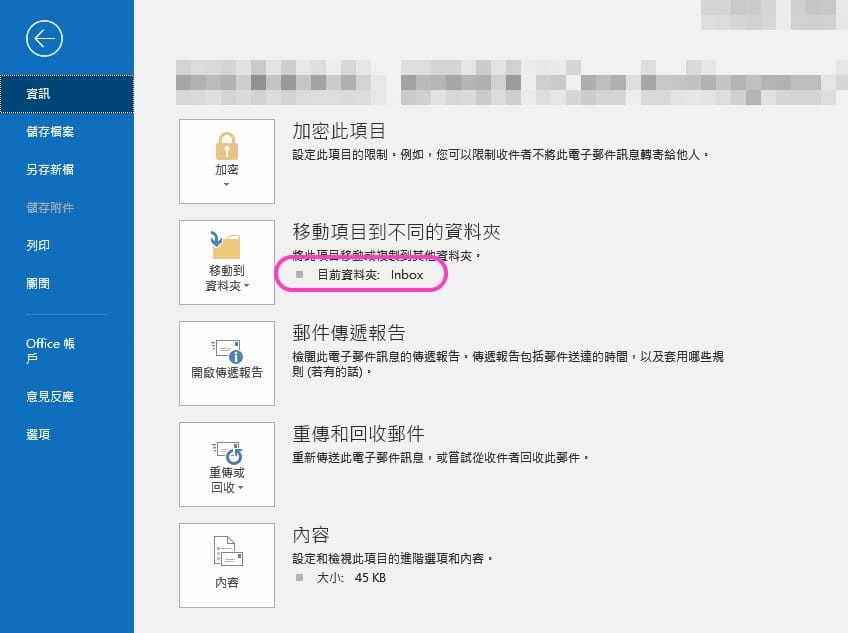 資訊
儲存檔案
另存新檔
儲存附件
列印
關閉
Office 帳
戶
意見反應
選項
加密
加密此項目
設定此項目的限制。例如，您可以限制收件者不將此電子郵件訊息轉寄給他人。
移動到
資料夾
移動項目到不同的資料夾
將此項目移動或複製到其他資料夾。
目前資料夾: Inbox
開啟傳遞報告
郵件傳遞報告
檢閱此電子郵件訊息的傳遞報告。傳遞報告包括郵件送達的時間，以及套用哪些規
則 (若有的話)。
重傳或
回收
重傳和回收郵件
重新傳送此電子郵件訊息，或嘗試從收件者回收此郵件。
內容
內容
設定和檢視此項目的進階選項和內容。
大小: 45 KB